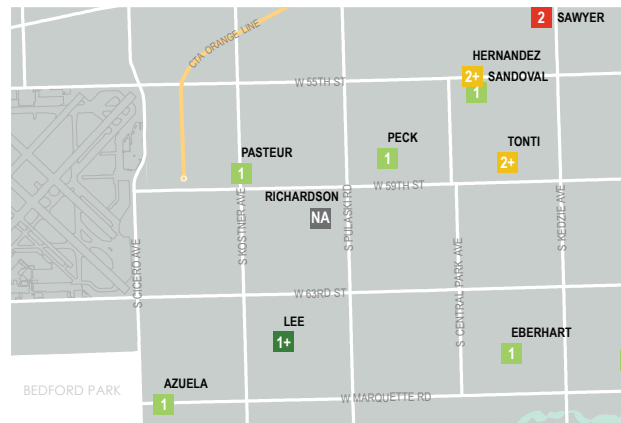 2 SAWYER
CTA ORANGE LINE
HERNANDEZ
2+ SANDOVAL
1
W 55TH ST
PECK
1
TONTI
2+
PASTEUR
1
W 59TH ST
RICHARDSON
NA
S CICERO AVE
S KOSTNER AVE
S PULASKI RD
S CENTRAL PARK AVE
S KEDZIE AVE
W 63RD ST
LEE
1+
EBERHART
1
BEDFORD PARK
AZUELA
1
W MARQUETTE RD